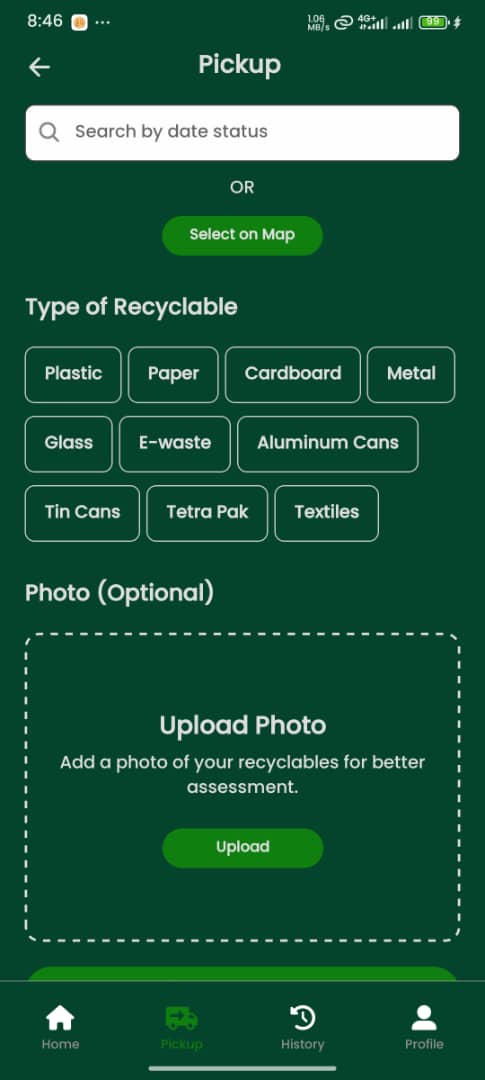 8:46 ...
1.06 MB/s 4G+ 99
Pickup
Search by date status
OR
Select on Map
Type of Recyclable
Plastic Paper Cardboard Metal
Glass E-waste Aluminum Cans
Tin Cans Tetra Pak Textiles
Photo (Optional)
Upload Photo
Add a photo of your recyclables for better
assessment.
Upload
Home Pickup History Profile